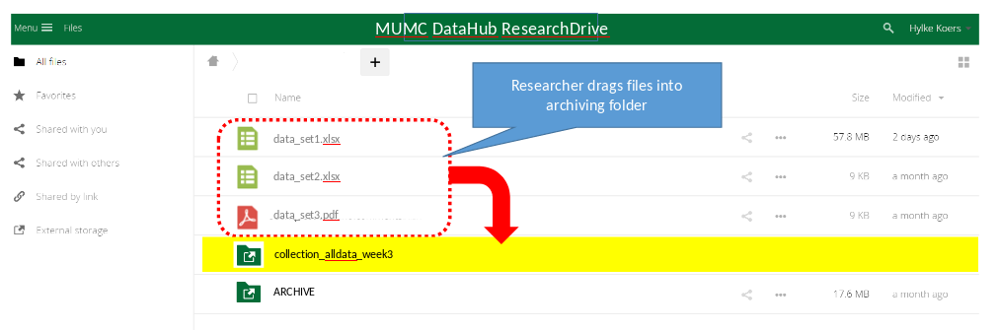 Menu Files MUMC DataHub ResearchDrive Hylke Koers
All files
Favorites
Shared with you
Shared with others
Shared by link
External storage
+
Researcher drags files into
archiving folder
Name Size Modified
data_set1.xlsx 57.8 MB 2 days ago
data_set2.xlsx 9 KB a month ago
data_set3.pdf 9 KB a month ago
collection_alldata_week3
ARCHIVE 17.6 MB a month ago